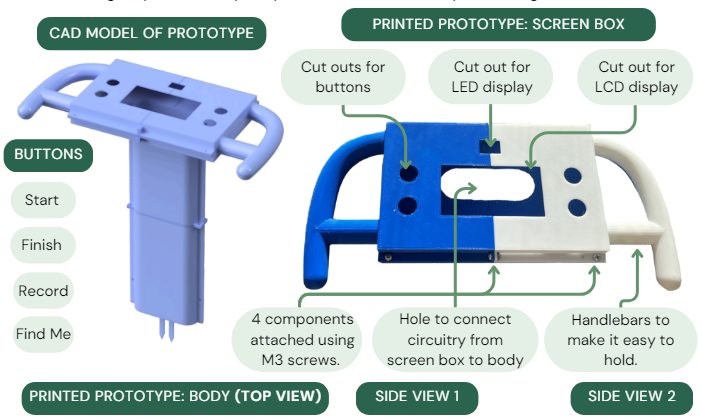 CAD MODEL OF PROTOTYPE
PRINTED PROTOTYPE: SCREEN BOX
Cut outs for
buttons
Cut out for
LED display
Cut out for
LCD display
BUTTONS
Start
Finish
Record
Find Me
4 components
attached using
M3 screws.
Hole to connect
circuitry from
screen box to body
Handlebars to
make it easy to
hold.
PRINTED PROTOTYPE: BODY (TOP VIEW)
SIDE VIEW 1
SIDE VIEW 2